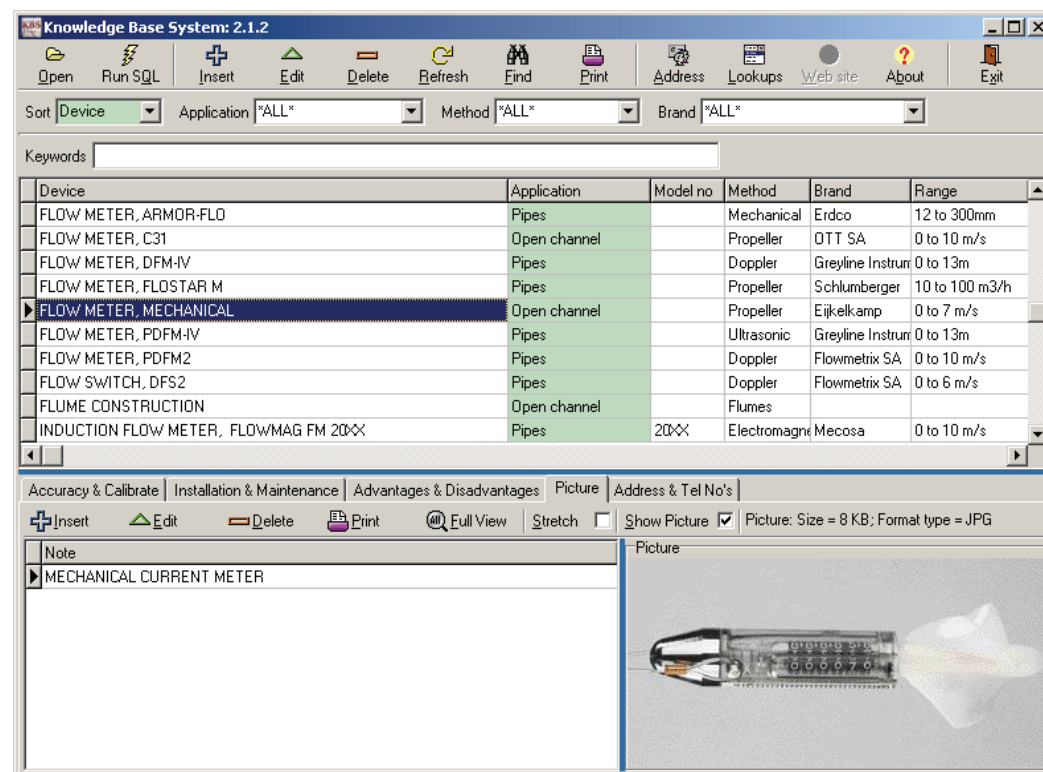 KBS Knowledge Base System: 2.1.2
Open Run SQL Insert Edit Delete Refresh Find Print Address Lookups Web site About Exit
Sort Device Application *ALL* Method *ALL* Brand *ALL*
Keywords
Device Application Model no Method Brand Range
FLOW METER, ARMOR-FLO Pipes Mechanical Erdco 12 to 300mm
FLOW METER, C31 Open channel Propeller OTT SA 0 to 10 m/s
FLOW METER, DFM-IV Pipes Doppler Greyline Instrum 0 to 13m
FLOW METER, FLOSTAR M Pipes Propeller Schlumberger 10 to 100 m3/h
FLOW METER, MECHANICAL Open channel Propeller Eijkelkamp 0 to 7 m/s
FLOW METER, PDFM-IV Pipes Ultrasonic Greyline Instrum 0 to 13m
FLOW METER, PDFM2 Pipes Doppler Flowmetrix SA 0 to 10 m/s
FLOW SWITCH, DFS2 Pipes Doppler Flowmetrix SA 0 to 6 m/s
FLUME CONSTRUCTION Open channel Flumes
INDUCTION FLOW METER, FLOWMAG FM 20XX Pipes 20XX Electromagne Mecosa 0 to 10 m/s
Accuracy & Calibrate Installation & Maintenance Advantages & Disadvantages Picture Address & Tel No's
Insert Edit Delete Print All Full View Stretch Show Picture Picture: Size = 8 KB; Format type = JPG
Note Picture
MECHANICAL CURRENT METER